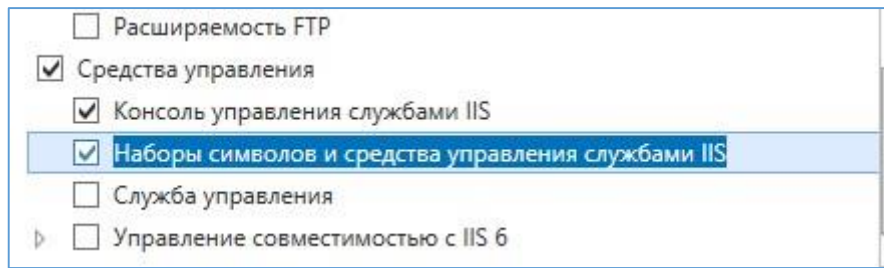 Расширяемость FTP
Средства управления
Консоль управления службами IIS
Наборы символов и средства управления службами IIS
Служба управления
Управление совместимостью с IIS 6